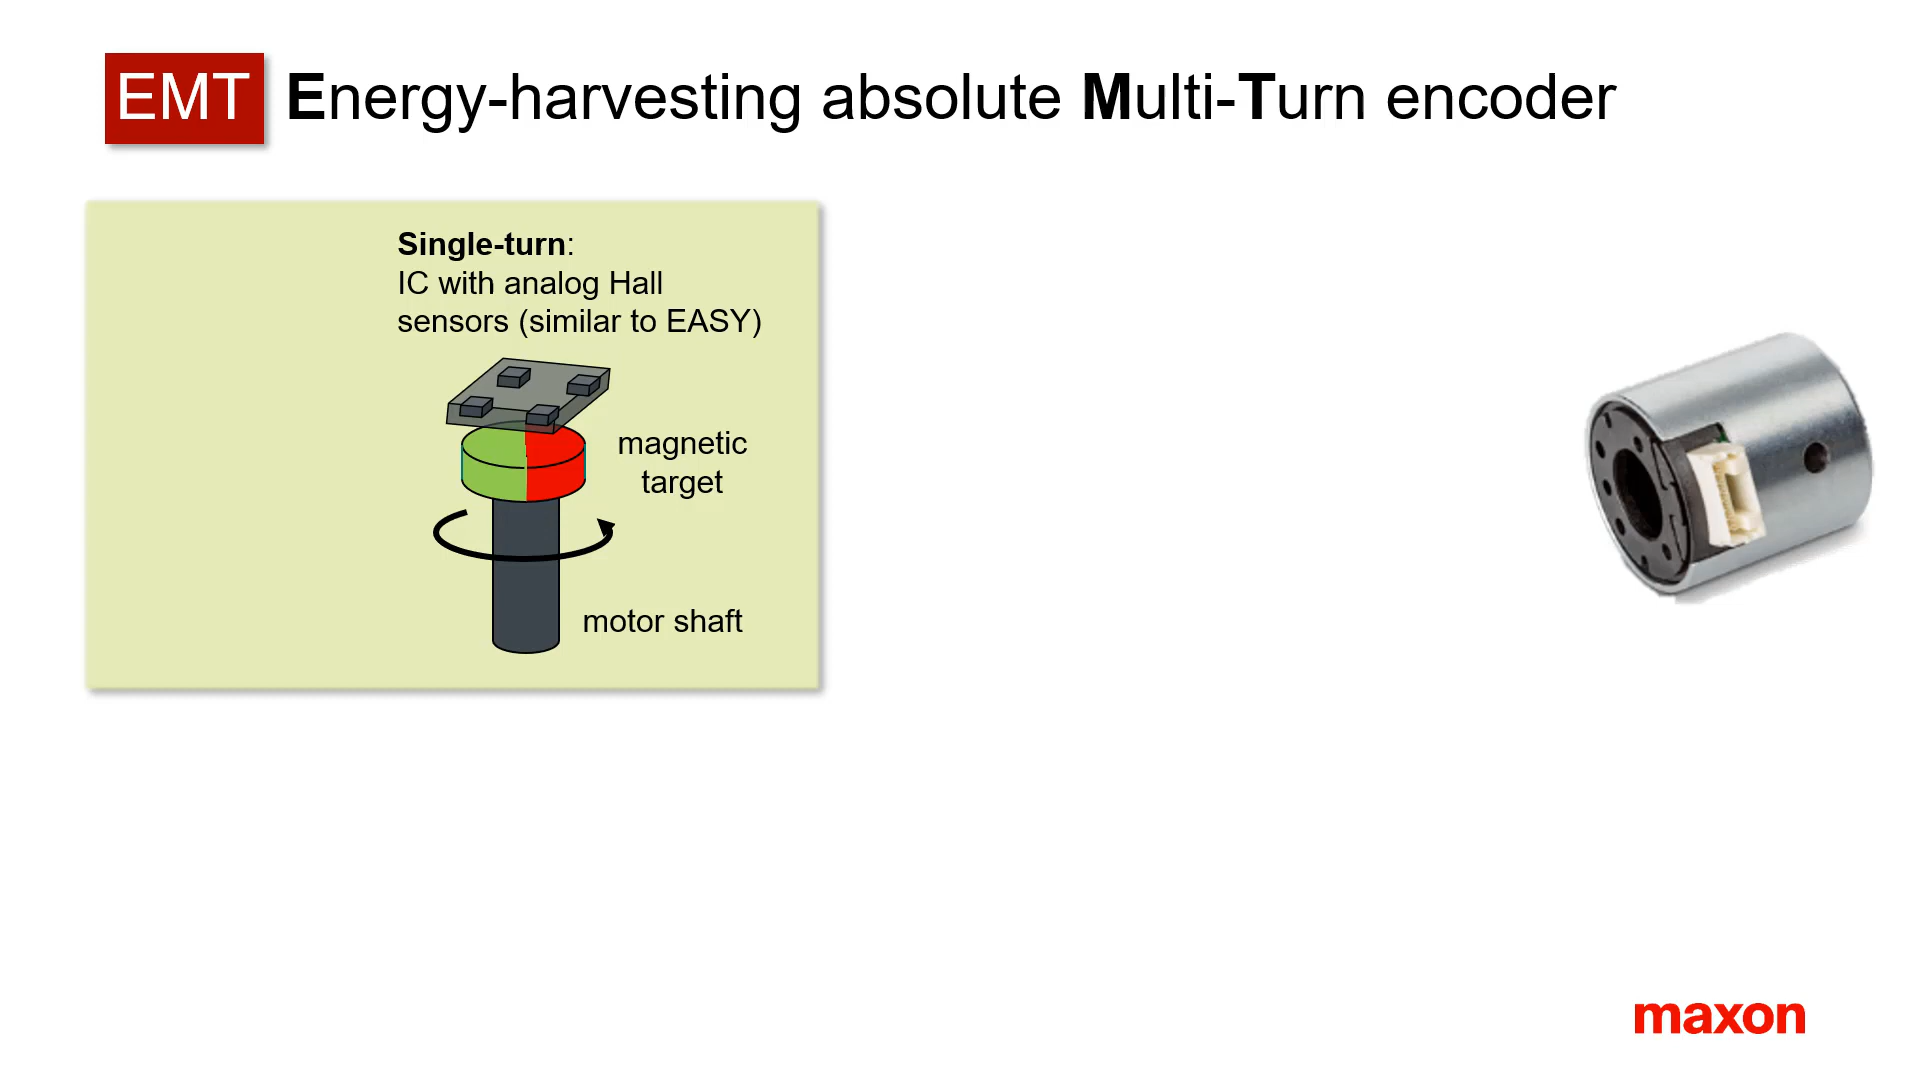 EMT Energy-harvesting absolute Multi-Turn encoder
Single-turn:
IC with analog Hall
sensors (similar to EASY)
magnetic
target
motor shaft
maxon